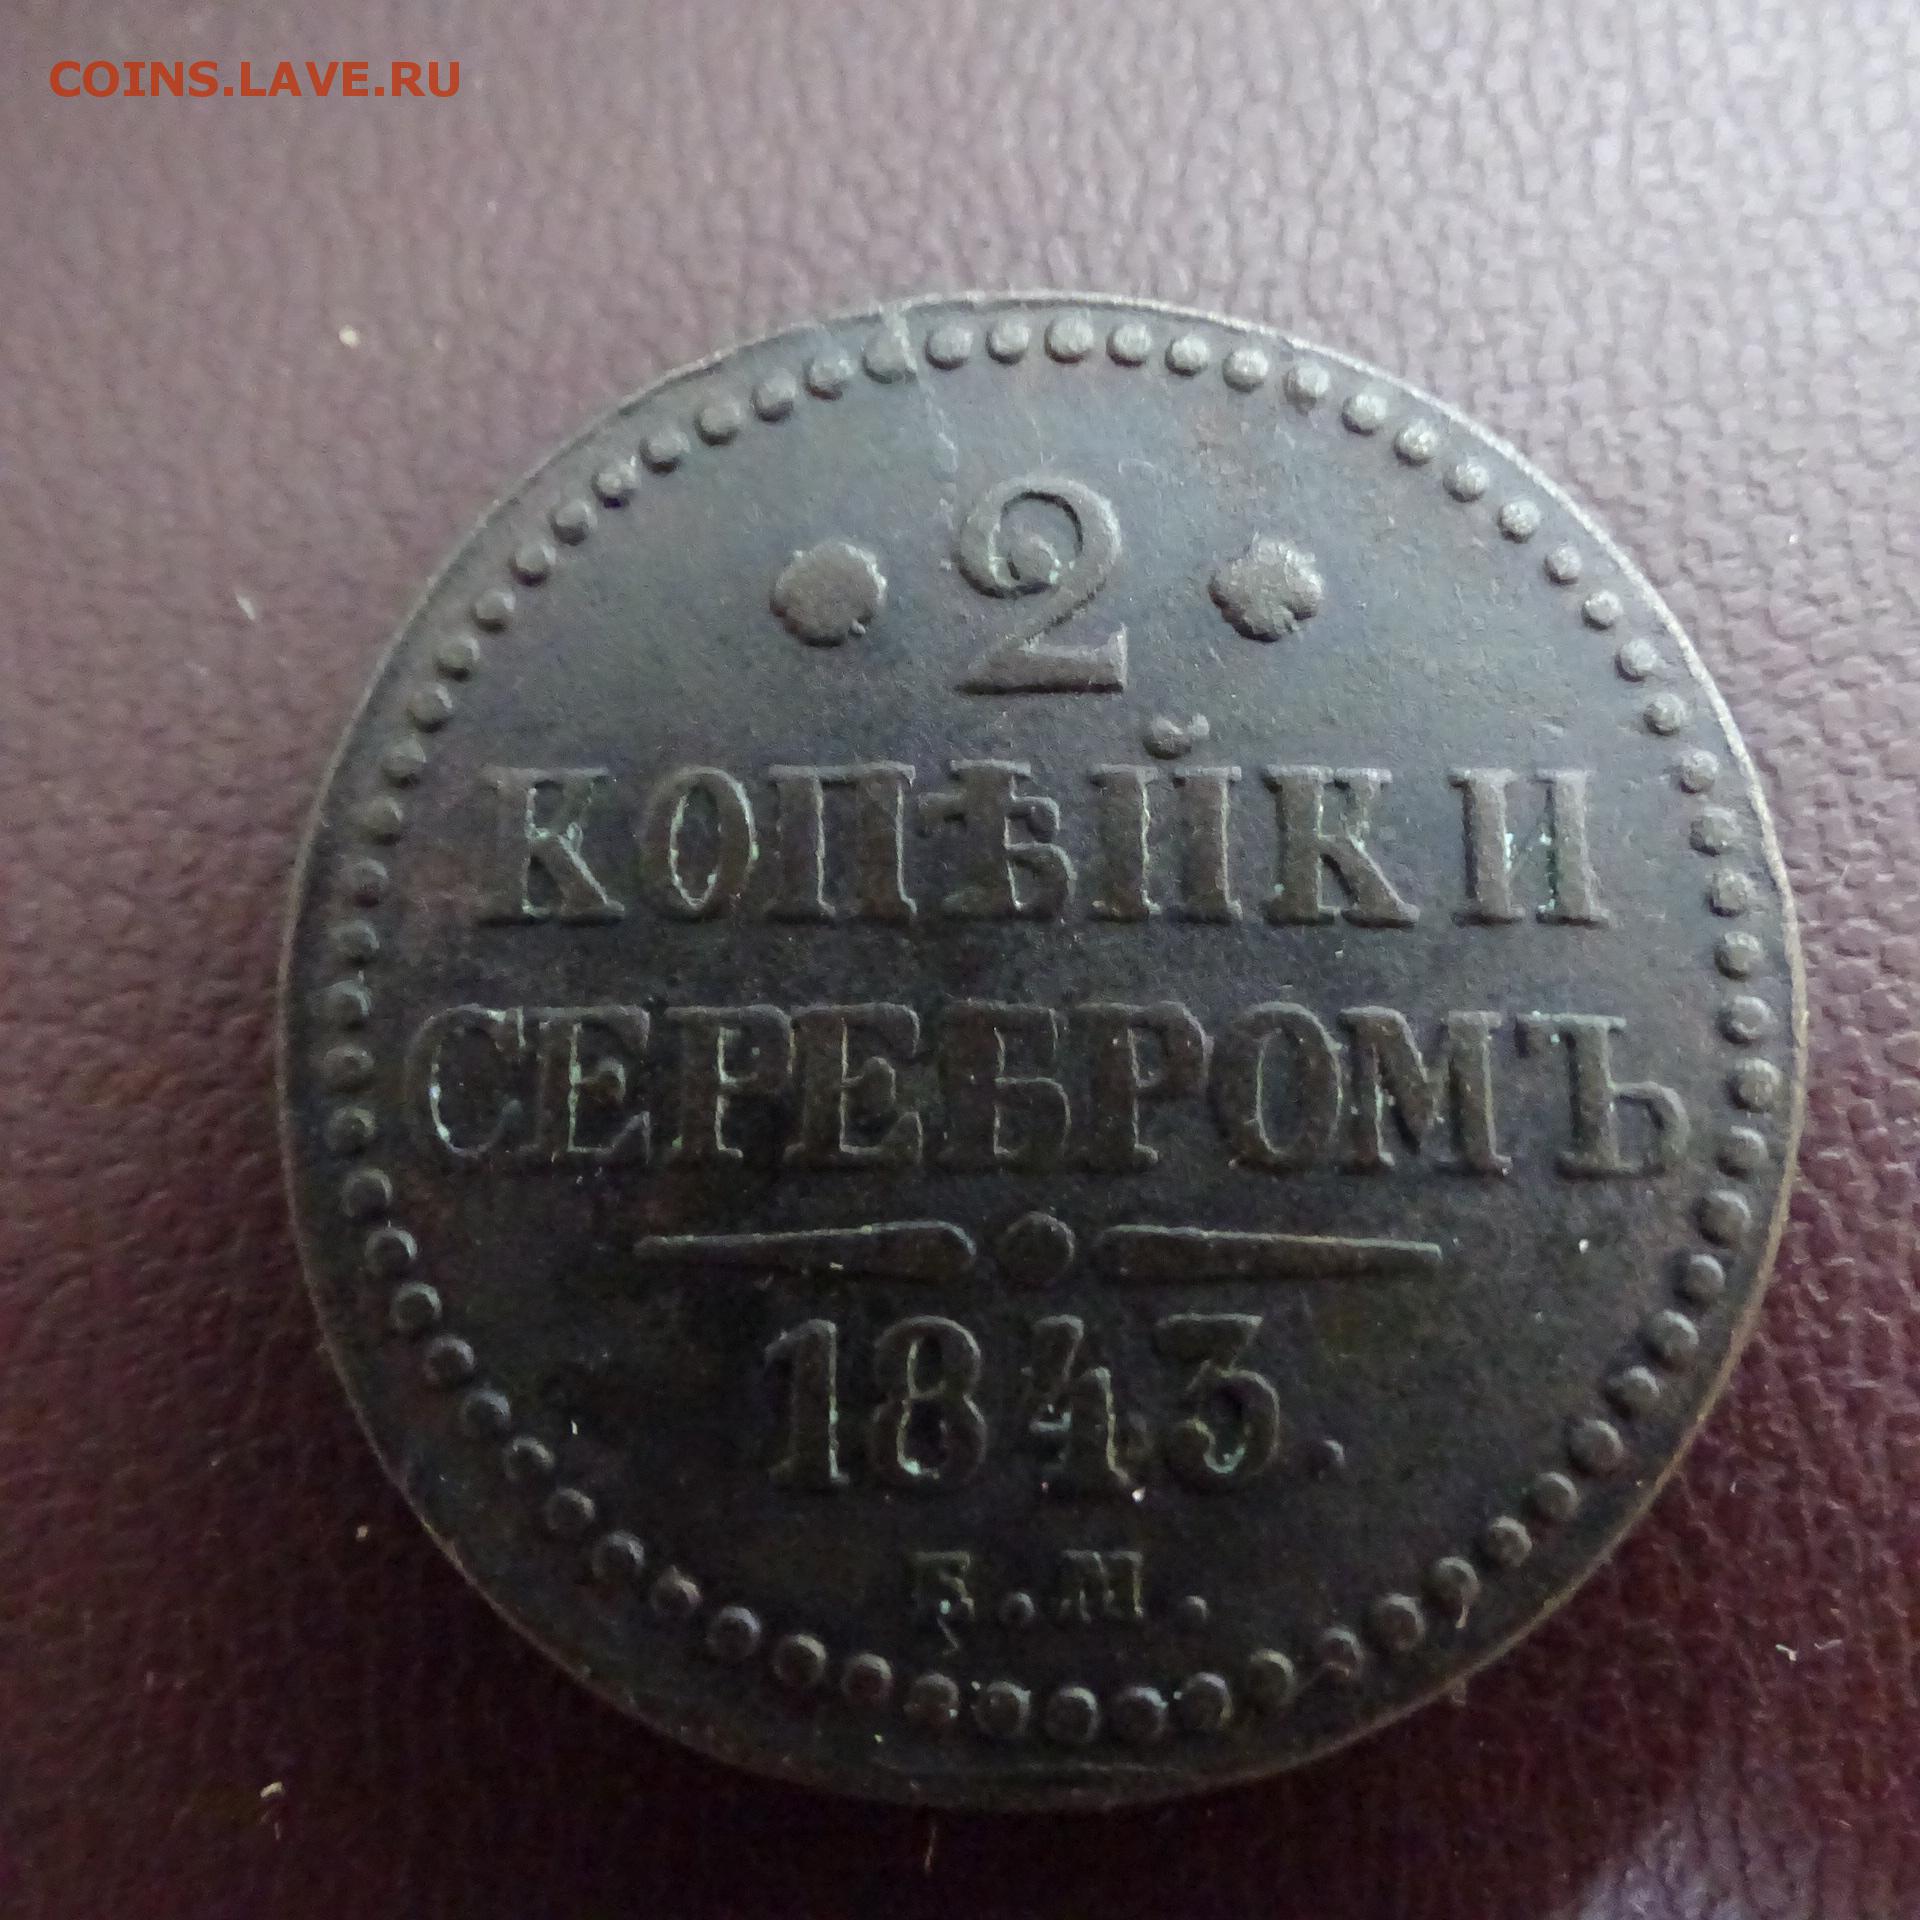 COINS.LAVE.RU
2
КОПѢЙКИ
СЕРЕБРОМЪ
1843.
Е.М.